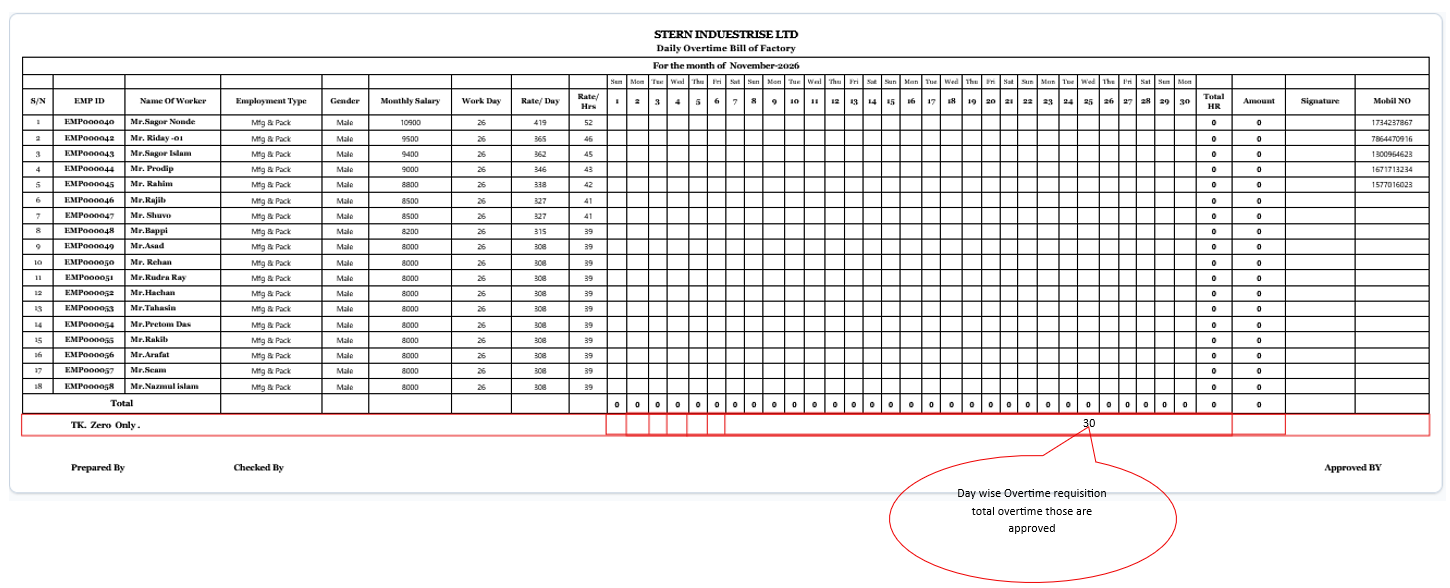 STERN INDUESTRISE LTD
Daily Overtime Bill of Factory
For the month of November-2026
Sun Mon Tue Wed Thu Fri Sat Sun Mon Tue Wed Thu Fri Sat Sun Mon Tue Wed Thu Fri Sat Sun Mon Tue Wed Thu Fri Sat Sun Mon
S/N EMP ID Name Of Worker Employment Type Gender Monthly Salary Work Day Rate/ Day Rate/ Hrs 1 2 3 4 5 6 7 8 9 10 11 12 13 14 15 16 17 18 19 20 21 22 23 24 25 26 27 28 29 30 Total HR Amount Signature Mobil NO
1 EMP000040 Mr.Sagor Nonde Mfg & Pack Male 10900 26 419 52 0 0 1734237867
2 EMP000042 Mr. Riday -01 Mfg & Pack Male 9500 26 365 46 0 0 7864470916
3 EMP000043 Mr.Sagor Islam Mfg & Pack Male 9400 26 362 45 0 0 1300964623
4 EMP000044 Mr. Prodip Mfg & Pack Male 9000 26 346 43 0 0 1671713234
5 EMP000045 Mr. Rahim Mfg & Pack Male 8800 26 338 42 0 0 1577016023
6 EMP000046 Mr.Rajib Mfg & Pack Male 8500 26 327 41 0 0
7 EMP000047 Mr. Shuvo Mfg & Pack Male 8500 26 327 41 0 0
8 EMP000048 Mr.Bappi Mfg & Pack Male 8200 26 315 39 0 0
9 EMP000049 Mr.Asad Mfg & Pack Male 8000 26 308 39 0 0
10 EMP000050 Mr. Rehan Mfg & Pack Male 8000 26 308 39 0 0
11 EMP000051 Mr.Rudra Ray Mfg & Pack Male 8000 26 308 39 0 0
12 EMP000052 Mr.Hachan Mfg & Pack Male 8000 26 308 39 0 0
13 EMP000053 Mr.Tahasin Mfg & Pack Male 8000 26 308 39 0 0
14 EMP000054 Mr.Pretom Das Mfg & Pack Male 8000 26 308 39 0 0
15 EMP000055 Mr.Rakib Mfg & Pack Male 8000 26 308 39 0 0
16 EMP000056 Mr.Arafat Mfg & Pack Male 8000 26 308 39 0 0
17 EMP000057 Mr.Seam Mfg & Pack Male 8000 26 308 39 0 0
18 EMP000058 Mr.Nazmul islam Mfg & Pack Male 8000 26 308 39 0 0
Total 0 0 0 0 0 0 0 0 0 0 0 0 0 0 0 0 0 0 0 0 0 0 0 0 0 0 0 0 0 0 0 0
TK. Zero Only . 30
Prepared By Checked By Approved BY
Day wise Overtime requisition
total overtime those are
approved